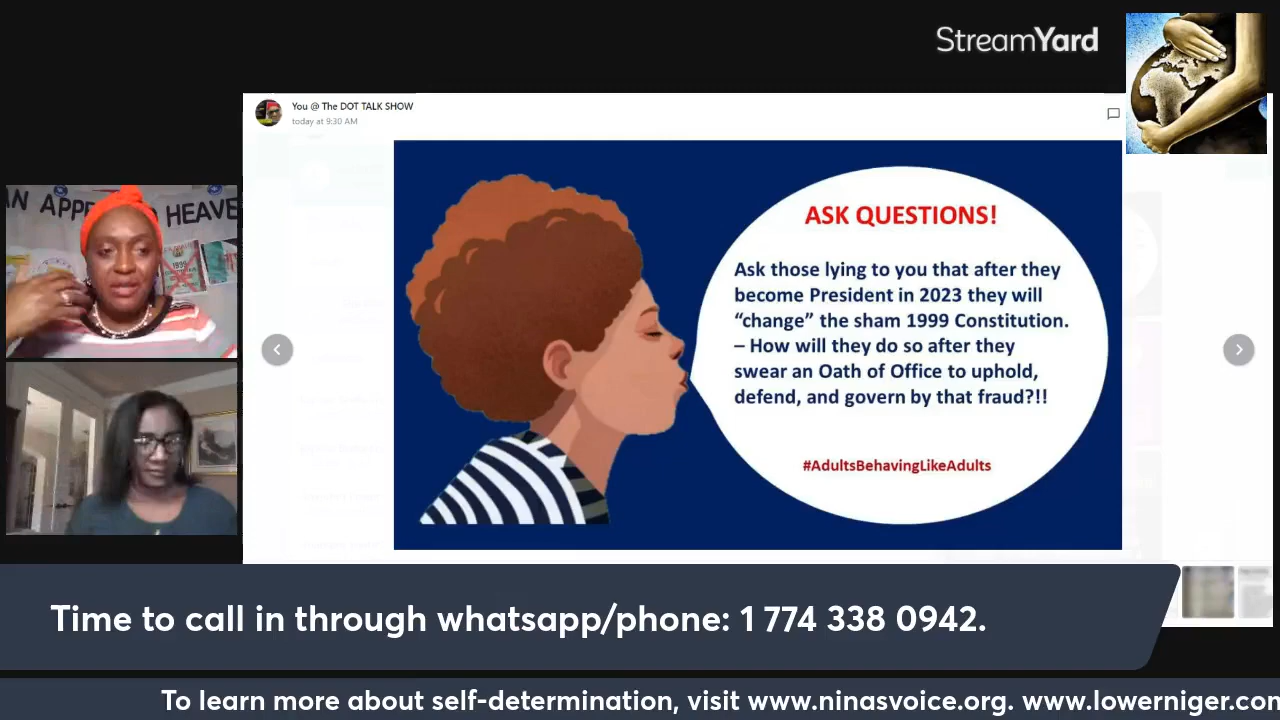 StreamYard
You @ The DOT TALK SHOW
today at 9:30 AM
AN APPE HEAVE
1999
ASK QUESTIONS!
Ask those lying to you that after they
become President in 2023 they will
“change” the sham 1999 Constitution.
– How will they do so after they
swear an Oath of Office to uphold,
defend, and govern by that fraud?!!
#AdultsBehavingLikeAdults
Time to call in through whatsapp/phone: 1 774 338 0942.
To learn more about self-determination, visit www.ninasvoice.org. www.lowerniger.com